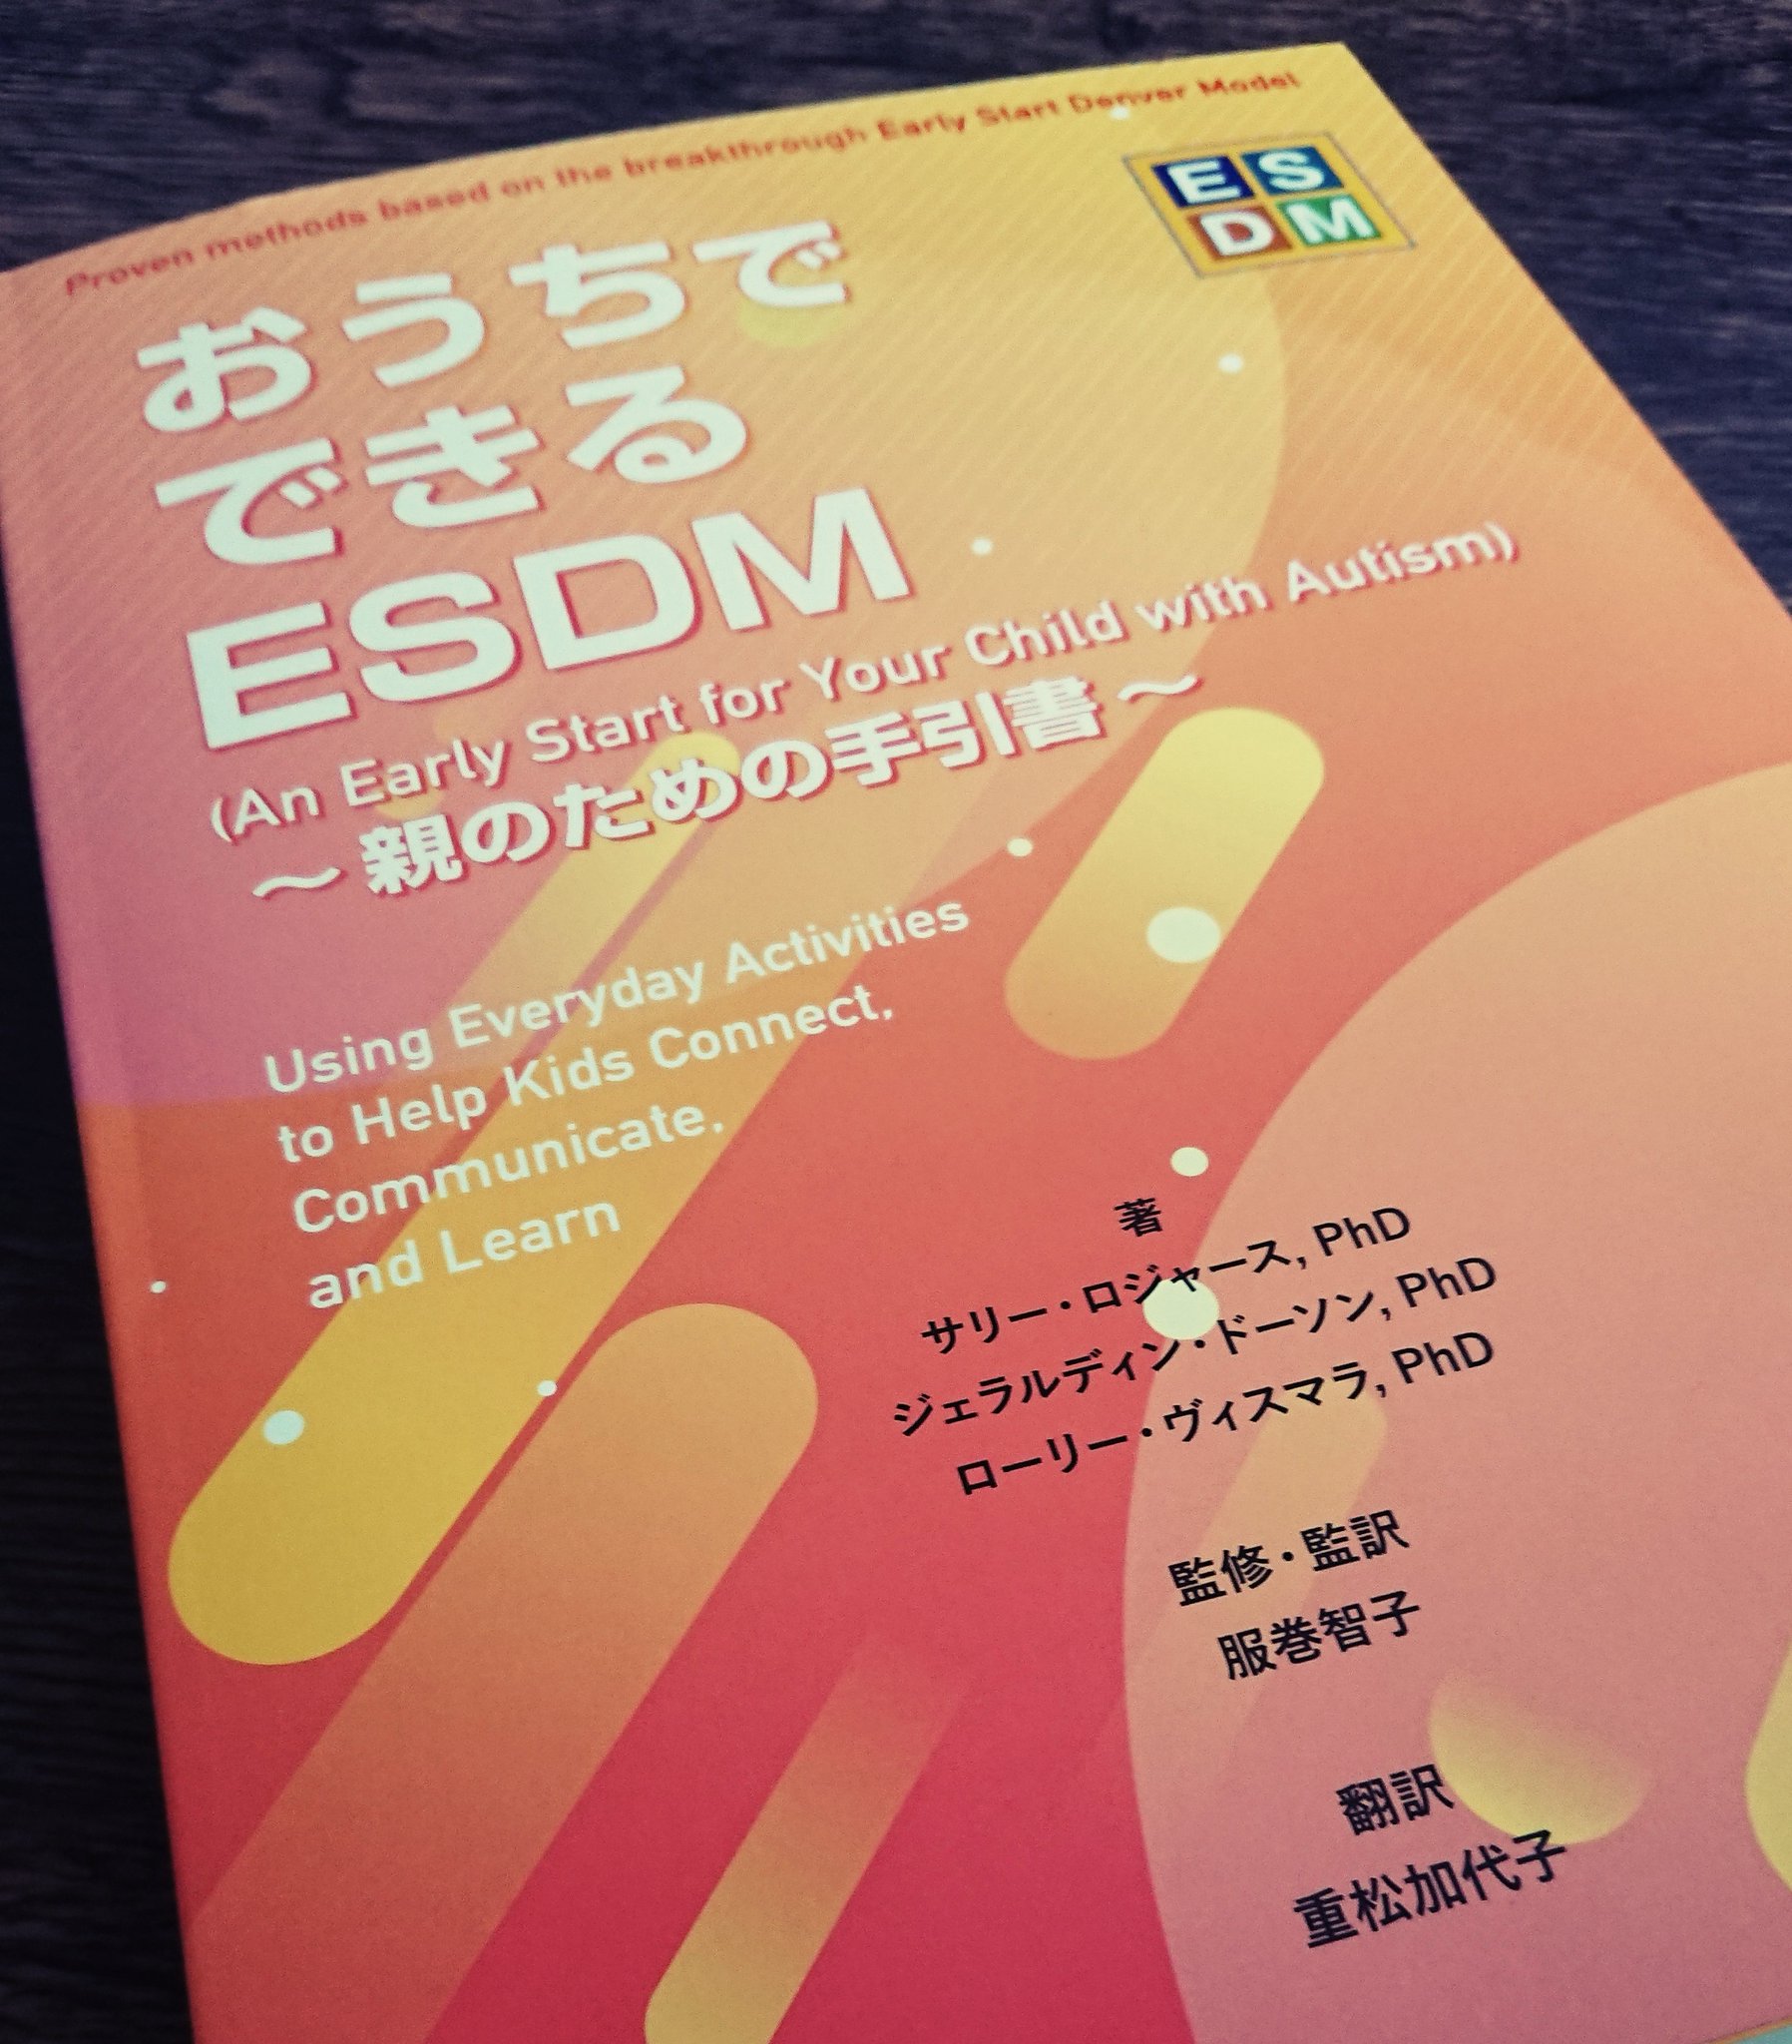 Proven methods based on the breakthrough Early Start Denver Model
ES
DM
おうちで
できる
ESDM
(An Early Start for Your Child with Autism)
～親のための手引書～
Using Everyday Activities
to Help Kids Connect,
Communicate,
and Learn
著
サリー・ロジャース, PhD
ジェラルディン・ドーソン, PhD
ローリー・ヴィスマラ, PhD
監修・監訳
服巻智子
翻訳
重松加代子